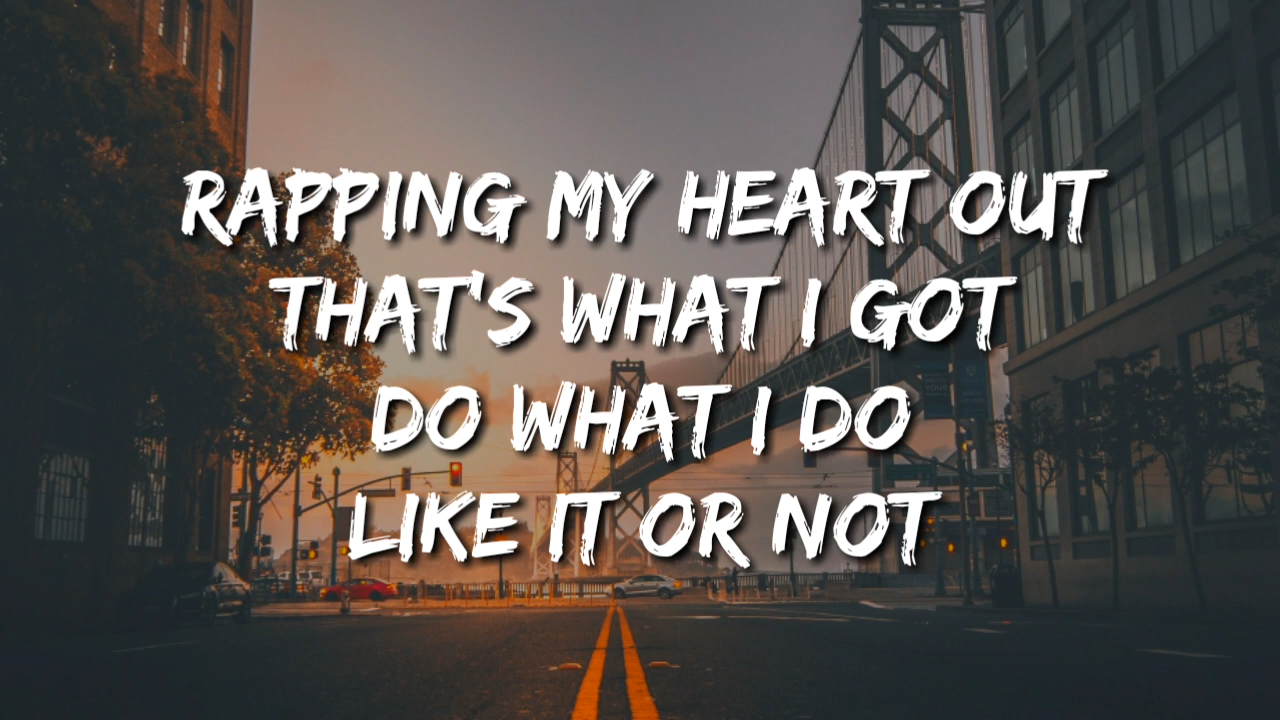 RAPPING MY HEART OUT
THAT'S WHAT I GOT
DO WHAT I DO
LIKE IT OR NOT